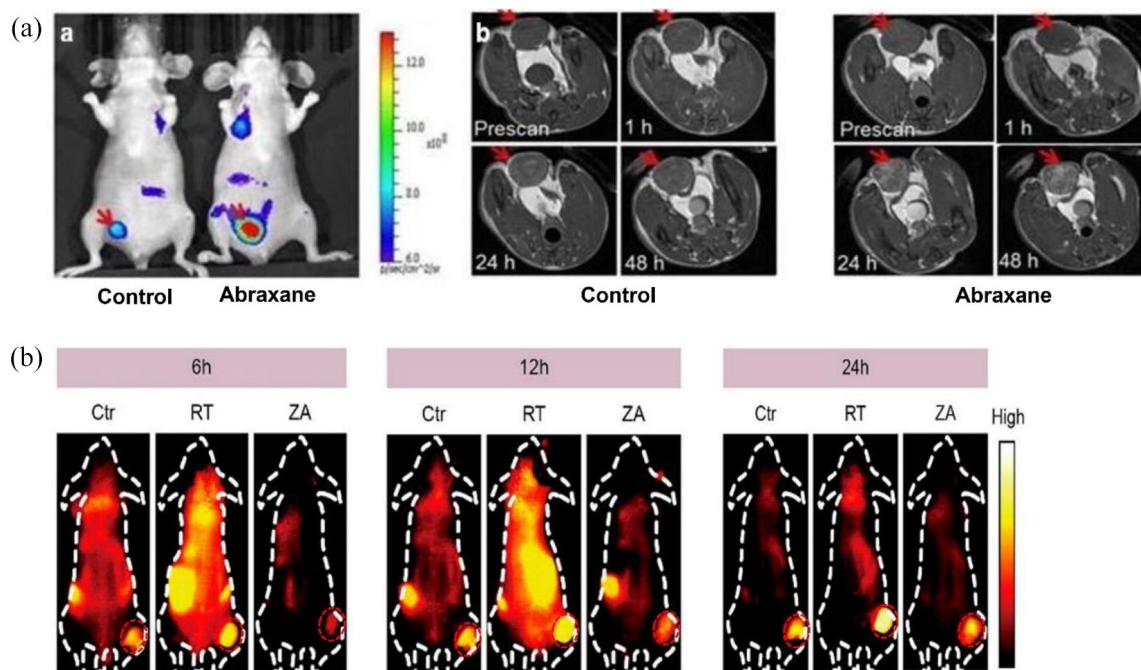 (a)
a
12.0
x10⁸
10.0
8.0
6.0
p/sec/cm^2/sr
Control Abraxane
b
Prescan 1 h
24 h 48 h
Control
Prescan 1 h
24 h 48 h
Abraxane
(b)
6h 12h 24h
Ctr RT ZA Ctr RT ZA Ctr RT ZA
High